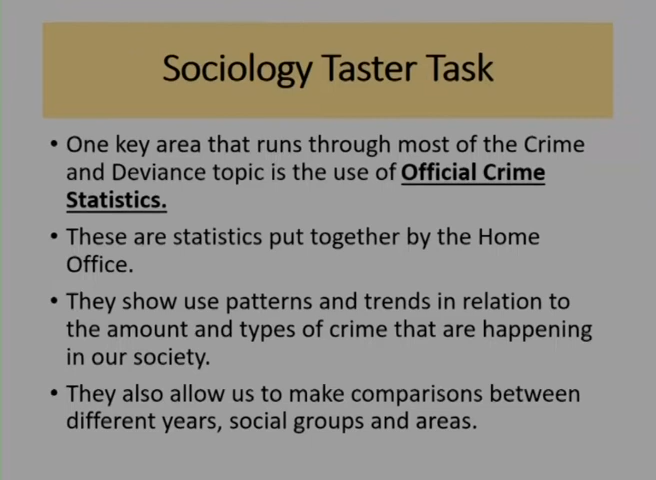 Sociology Taster Task
• One key area that runs through most of the Crime
and Deviance topic is the use of Official Crime
Statistics.
• These are statistics put together by the Home
Office.
• They show use patterns and trends in relation to
the amount and types of crime that are happening
in our society.
• They also allow us to make comparisons between
different years, social groups and areas.